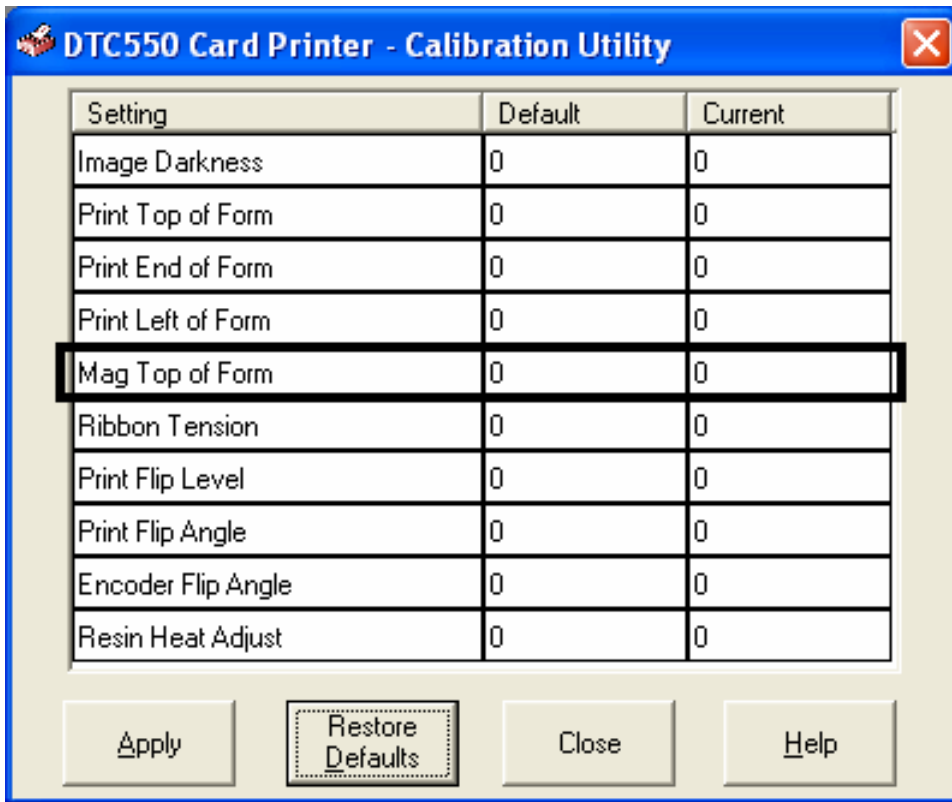 DTC550 Card Printer - Calibration Utility
Setting Default Current
Image Darkness 0 0
Print Top of Form 0 0
Print End of Form 0 0
Print Left of Form 0 0
Mag Top of Form 0 0
Ribbon Tension 0 0
Print Flip Level 0 0
Print Flip Angle 0 0
Encoder Flip Angle 0 0
Resin Heat Adjust 0 0
Apply Restore Defaults Close Help